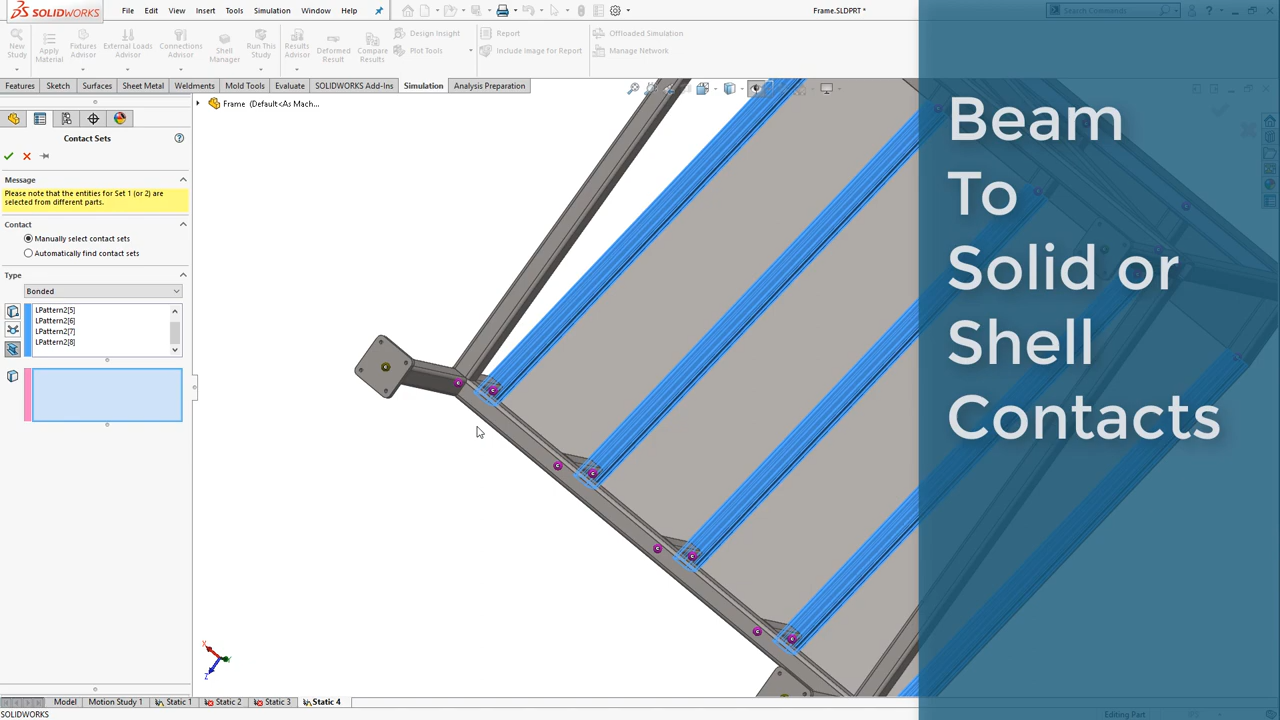 SOLIDWORKS
File Edit View Insert Tools Simulation Window Help
Frame.SLDPRT *
Search Commands
New Study
Apply Material
Fixtures Advisor
External Loads Advisor
Connections Advisor
Shell Manager
Run This Study
Results Advisor
Deformed Result
Compare Results
Design Insight
Plot Tools
Report
Include Image for Report
Offloaded Simulation
Manage Network
Features Sketch Surfaces Sheet Metal Weldments Mold Tools Evaluate SOLIDWORKS Add-Ins Simulation Analysis Preparation
Frame (Default<As Mach...
Contact Sets
Message
Please note that the entities for Set 1 (or 2) are
selected from different parts.
Contact
Manually select contact sets
Automatically find contact sets
Type
Bonded
LPattern2[5]
LPattern2[6]
LPattern2[7]
LPattern2[8]
Beam
To
Solid or
Shell
Contacts
X
Y
Z
Model Motion Study 1 Static 1 Static 2 Static 3 Static 4
SOLIDWORKS
Editing Part